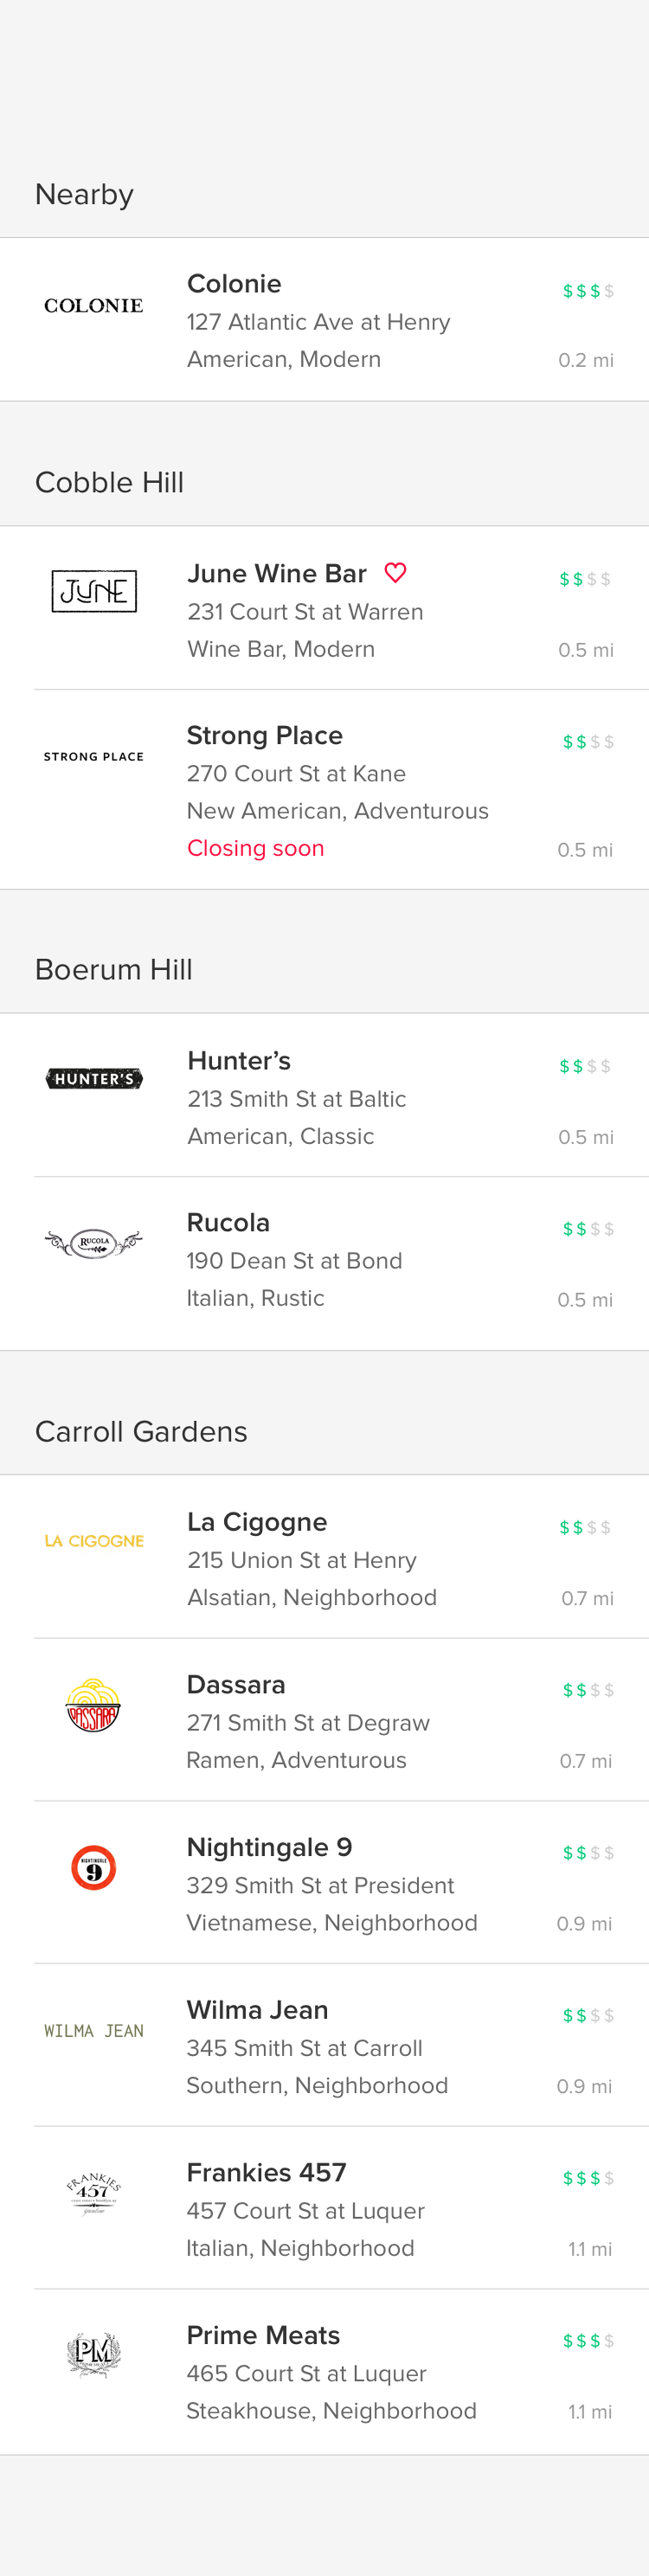 Nearby
COLONIE
Colonie
$$$$
127 Atlantic Ave at Henry
American, Modern
0.2 mi
Cobble Hill
JUNE
June Wine Bar
$$$$
231 Court St at Warren
Wine Bar, Modern
0.5 mi
STRONG PLACE
Strong Place
$$$$
270 Court St at Kane
New American, Adventurous
Closing soon
0.5 mi
Boerum Hill
HUNTER'S
Hunter’s
$$$$
213 Smith St at Baltic
American, Classic
0.5 mi
RUCOLA
Rucola
$$$$
190 Dean St at Bond
Italian, Rustic
0.5 mi
Carroll Gardens
LA CIGOGNE
La Cigogne
$$$$
215 Union St at Henry
Alsatian, Neighborhood
0.7 mi
DASSARA
Dassara
$$$$
271 Smith St at Degraw
Ramen, Adventurous
0.7 mi
NIGHTINGALE
9
Nightingale 9
$$$$
329 Smith St at President
Vietnamese, Neighborhood
0.9 mi
WILMA JEAN
Wilma Jean
$$$$
345 Smith St at Carroll
Southern, Neighborhood
0.9 mi
FRANKIES
457
Frankies 457
$$$$
457 Court St at Luquer
Italian, Neighborhood
1.1 mi
PM
Prime Meats
$$$$
465 Court St at Luquer
Steakhouse, Neighborhood
1.1 mi